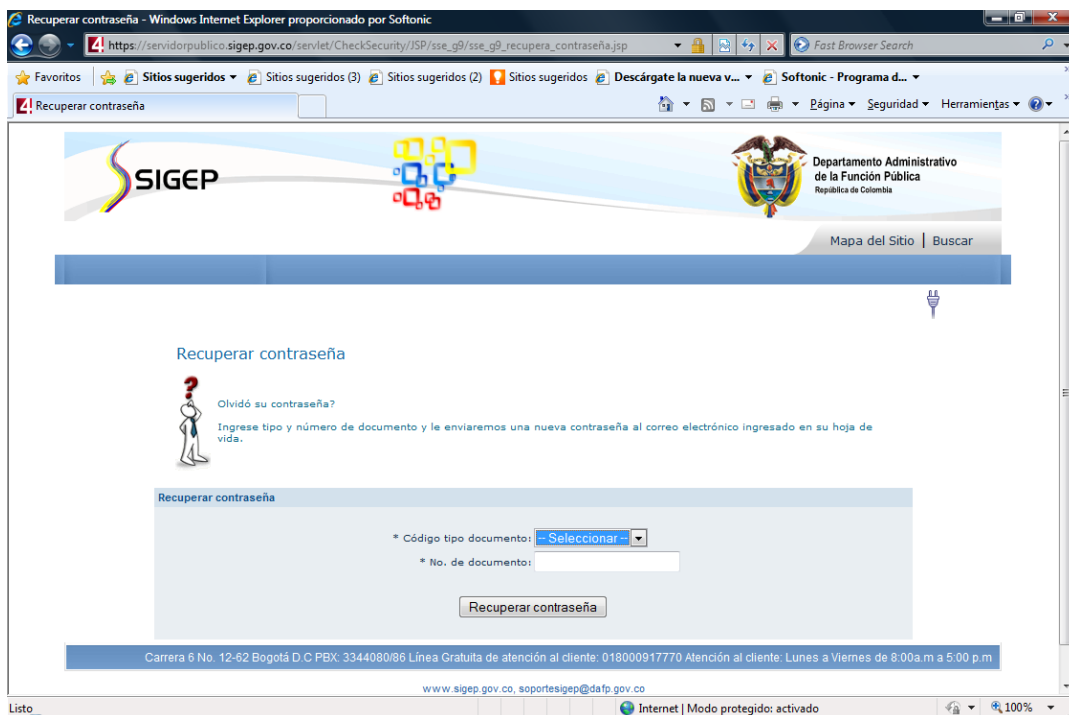 Recuperar contraseña - Windows Internet Explorer proporcionado por Softonic
https://servidorpublico.sigep.gov.co/servlet/CheckSecurity/JSP/sse_g9/sse_g9_recupera_contraseña.jsp
Fast Browser Search
Favoritos Sitios sugeridos Sitios sugeridos (3) Sitios sugeridos (2) Sitios sugeridos Descárgate la nueva v... Softonic - Programa d...
Recuperar contraseña Página Seguridad Herramientas
SIGEP
Departamento Administrativo
de la Función Pública
República de Colombia
Mapa del Sitio | Buscar
Recuperar contraseña
Olvidó su contraseña?
Ingrese tipo y número de documento y le enviaremos una nueva contraseña al correo electrónico ingresado en su hoja de
vida.
Recuperar contraseña
* Código tipo documento: -- Seleccionar --
* No. de documento:
Recuperar contraseña
Carrera 6 No. 12-62 Bogotá D.C PBX: 3344080/86 Línea Gratuita de atención al cliente: 018000917770 Atención al cliente: Lunes a Viernes de 8:00a.m a 5:00 p.m
www.sigep.gov.co, soportesigep@dafp.gov.co
Listo Internet | Modo protegido: activado 100%